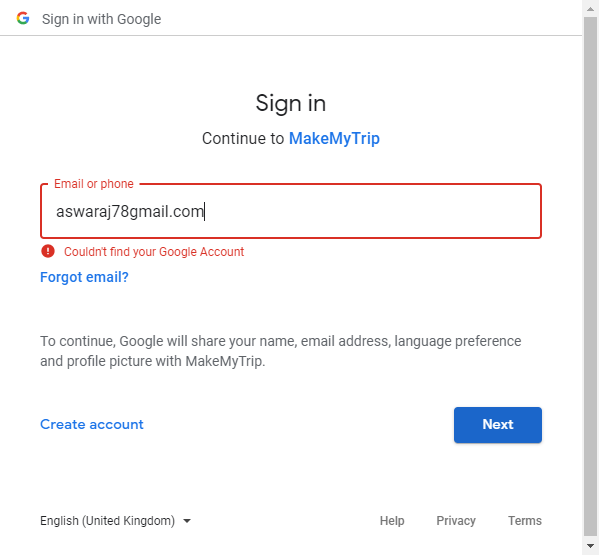 Sign in with Google
Sign in
Continue to MakeMyTrip
Email or phone
aswaraj78gmail.com
Couldn't find your Google Account
Forgot email?
To continue, Google will share your name, email address, language preference
and profile picture with MakeMyTrip.
Create account
Next
English (United Kingdom)
Help Privacy Terms